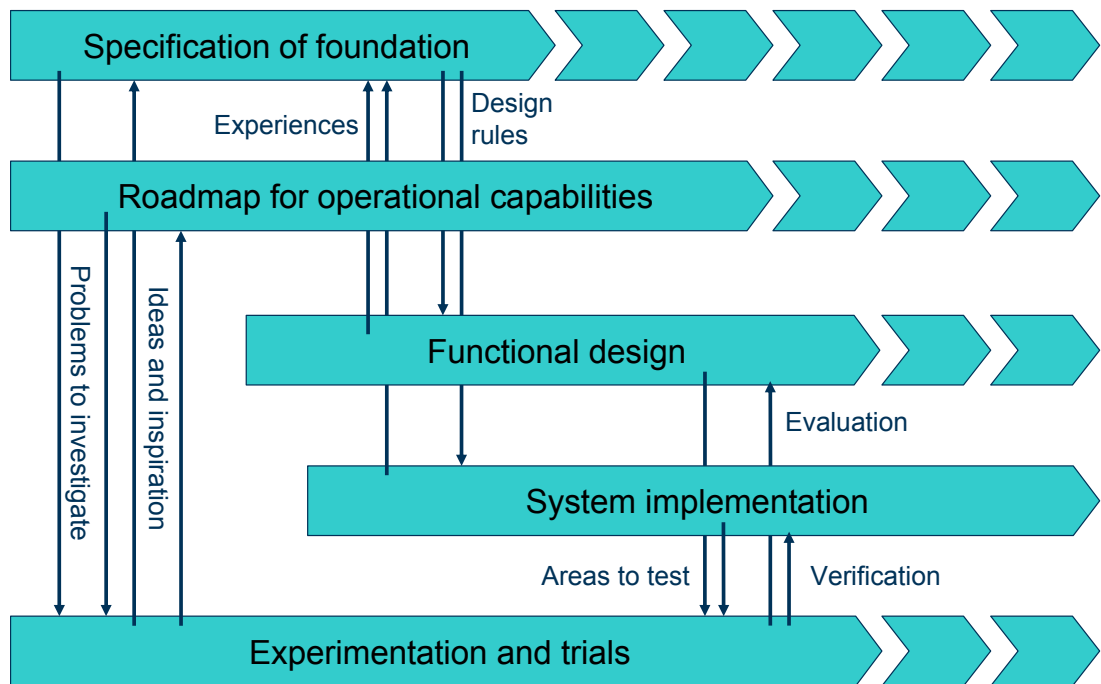 Specification of foundation
Experiences
Design
rules
Roadmap for operational capabilities
Problems to investigate
Ideas and inspiration
Functional design
Evaluation
System implementation
Areas to test
Verification
Experimentation and trials